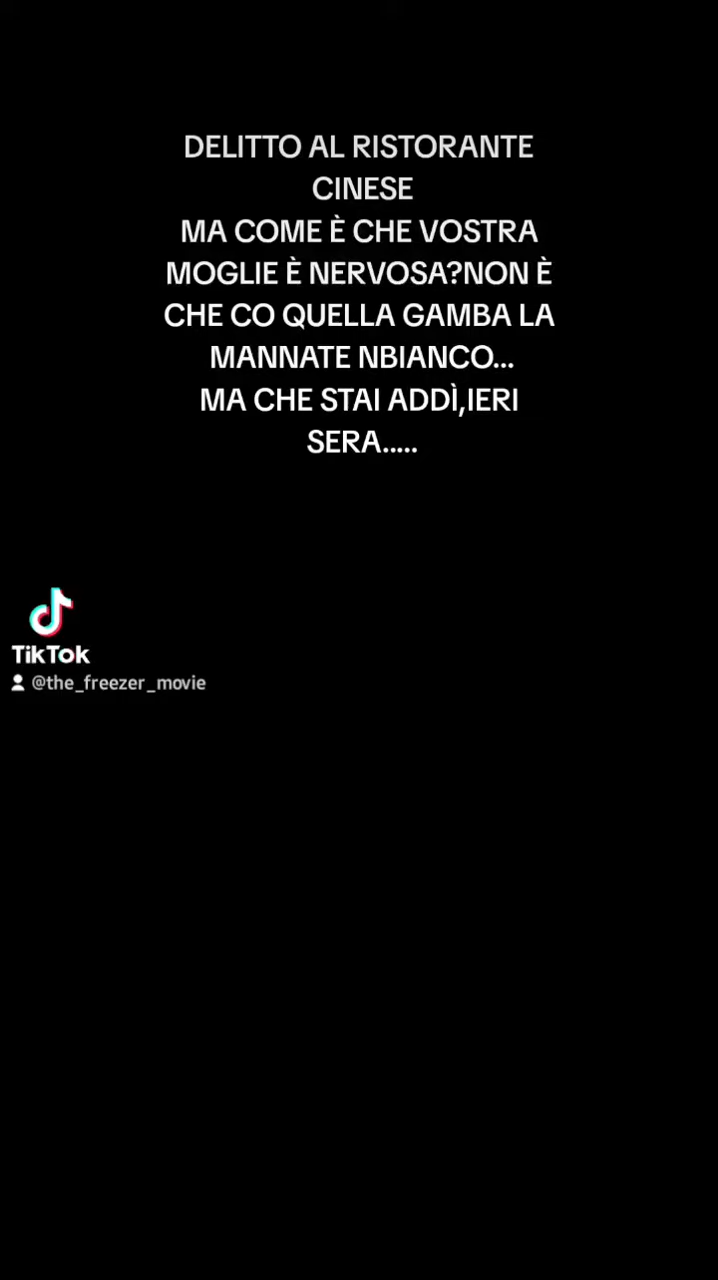 DELITTO AL RISTORANTE
CINESE
MA COME È CHE VOSTRA
MOGLIE È NERVOSA?NON È
CHE CO QUELLA GAMBA LA
MANNATE NBIANCO...
MA CHE STAI ADDÌ,IERI
SERA.....
TikTok
@the_freezer_movie